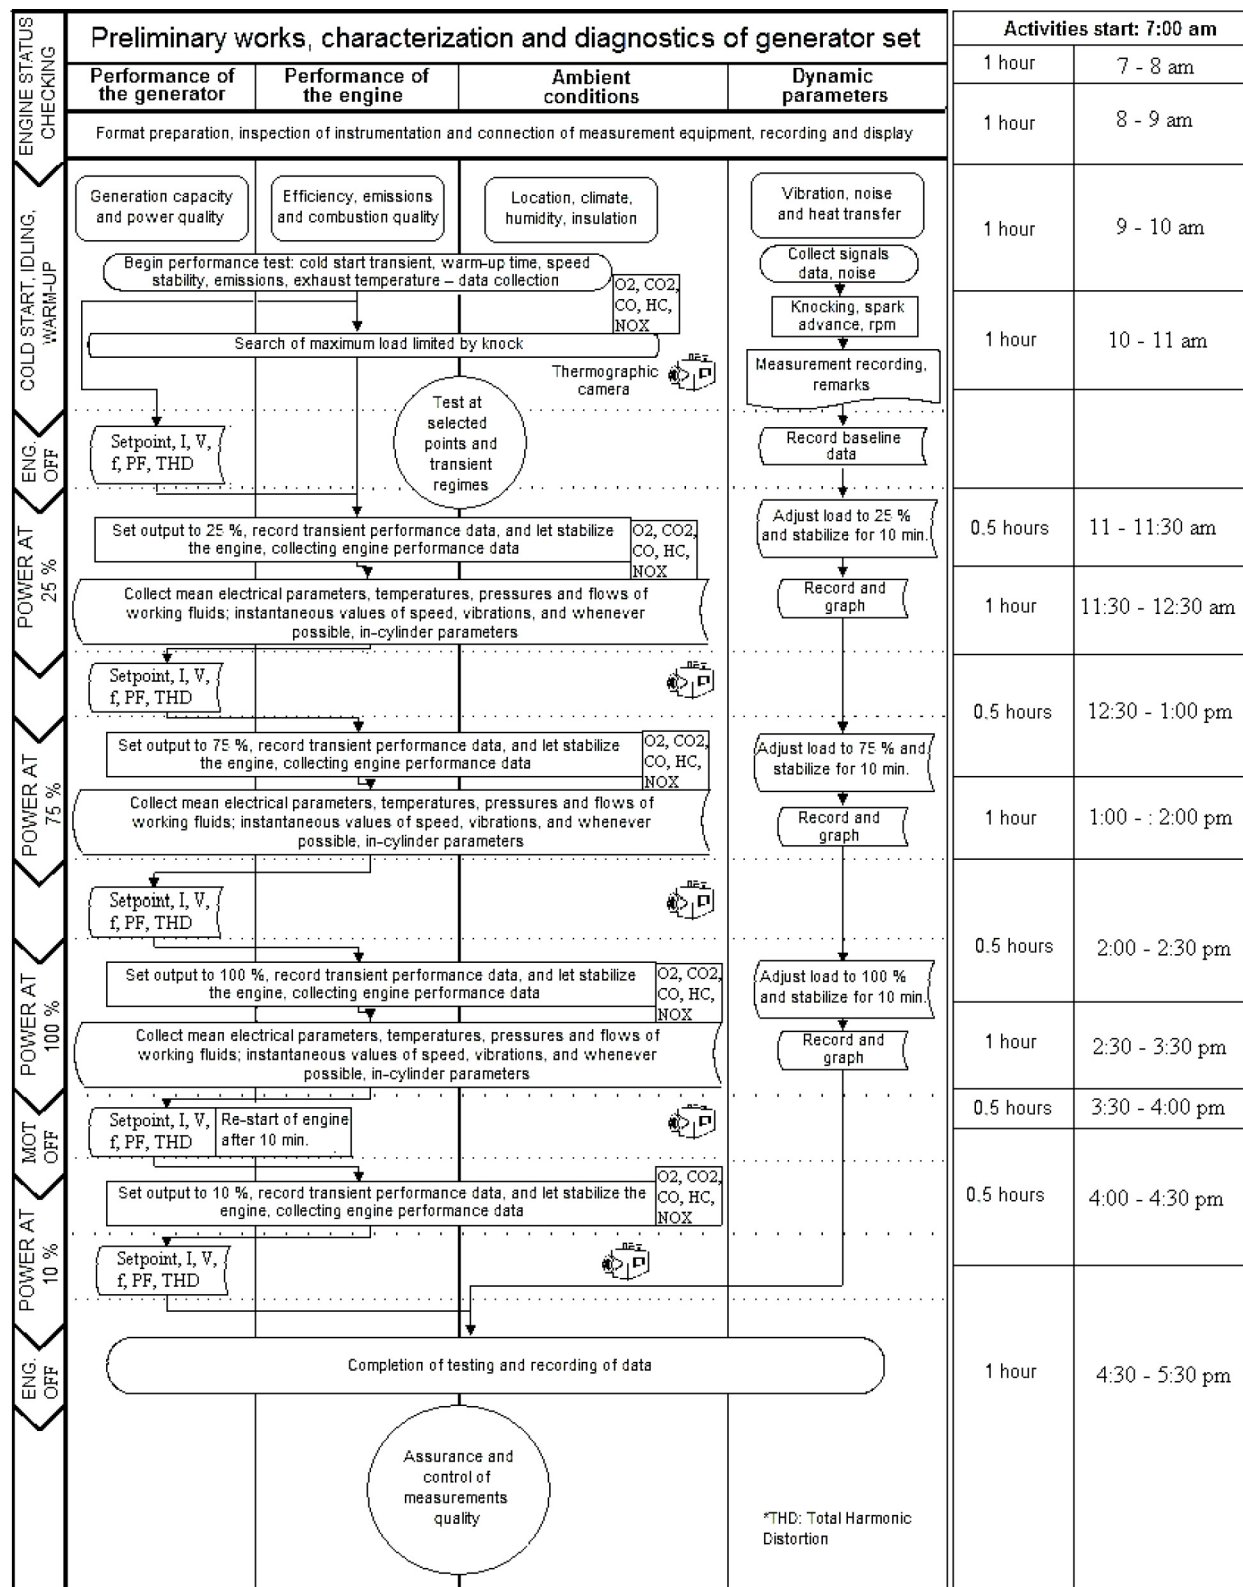 Preliminary works, characterization and diagnostics of generator set
Activities start: 7:00 am
ENGINE STATUS
CHECKING
Performance of
the generator
Performance of
the engine
Ambient
conditions
Dynamic
parameters
1 hour
7 - 8 am
Format preparation, inspection of instrumentation and connection of measurement equipment, recording and display
1 hour
8 - 9 am
COLD START, IDLING,
WARM-UP
Generation capacity
and power quality
Efficiency, emissions
and combustion quality
Location, climate,
humidity, insulation
Vibration, noise
and heat transfer
1 hour
9 - 10 am
Begin performance test: cold start transient, warm-up time, speed
stability, emissions, exhaust temperature – data collection
O2, CO2,
CO, HC,
NOX
Collect signals
data, noise
Knocking, spark
advance, rpm
Search of maximum load limited by knock
1 hour
10 - 11 am
Thermographic
camera
Measurement recording,
remarks
Test at
selected
points and
transient
regimes
ENG.
OFF
Setpoint, I, V,
f, PF, THD
Record baseline
data
POWER AT
25 %
Set output to 25 %, record transient performance data, and let stabilize
the engine, collecting engine performance data
O2, CO2,
CO, HC,
NOX
Adjust load to 25 %
and stabilize for 10 min.
0.5 hours
11 - 11:30 am
Collect mean electrical parameters, temperatures, pressures and flows of
working fluids; instantaneous values of speed, vibrations, and whenever
possible, in-cylinder parameters
Record and
graph
1 hour
11:30 - 12:30 am
Setpoint, I, V,
f, PF, THD
0.5 hours
12:30 - 1:00 pm
POWER AT
75 %
Set output to 75 %, record transient performance data, and let stabilize
the engine, collecting engine performance data
O2, CO2,
CO, HC,
NOX
Adjust load to 75 % and
stabilize for 10 min.
Collect mean electrical parameters, temperatures, pressures and flows of
working fluids; instantaneous values of speed, vibrations, and whenever
possible, in-cylinder parameters
Record and
graph
1 hour
1:00 - : 2:00 pm
Setpoint, I, V,
f, PF, THD
0.5 hours
2:00 - 2:30 pm
POWER AT
100 %
Set output to 100 %, record transient performance data, and let stabilize
the engine, collecting engine performance data
O2, CO2,
CO, HC,
NOX
Adjust load to 100 %
and stabilize for 10 min.
Collect mean electrical parameters, temperatures, pressures and flows of
working fluids; instantaneous values of speed, vibrations, and whenever
possible, in-cylinder parameters
Record and
graph
1 hour
2:30 - 3:30 pm
MOT
OFF
Setpoint, I, V,
f, PF, THD
Re-start of engine
after 10 min.
0.5 hours
3:30 - 4:00 pm
POWER AT
10 %
Set output to 10 %, record transient performance data, and let stabilize the
engine, collecting engine performance data
O2, CO2,
CO, HC,
NOX
0.5 hours
4:00 - 4:30 pm
Setpoint, I, V,
f, PF, THD
ENG.
OFF
Completion of testing and recording of data
1 hour
4:30 - 5:30 pm
Assurance and
control of
measurements
quality
*THD: Total Harmonic
Distortion